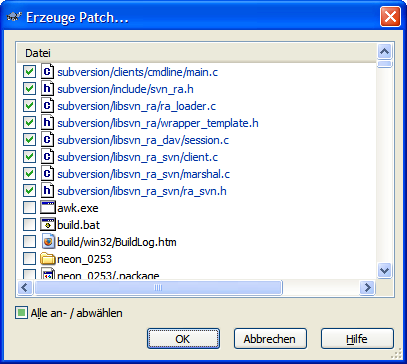 Erzeuge Patch...
Datei
subversion/clients/cmdline/main.c
subversion/include/svn_ra.h
subversion/libsvn_ra/ra_loader.c
subversion/libsvn_ra/wrapper_template.h
subversion/libsvn_ra_dav/session.c
subversion/libsvn_ra_svn/client.c
subversion/libsvn_ra_svn/marshal.c
subversion/libsvn_ra_svn/ra_svn.h
awk.exe
build.bat
build/win32/BuildLog.htm
neon_0253
neon_0253/.package
Alle an- / abwählen
OK Abbrechen Hilfe